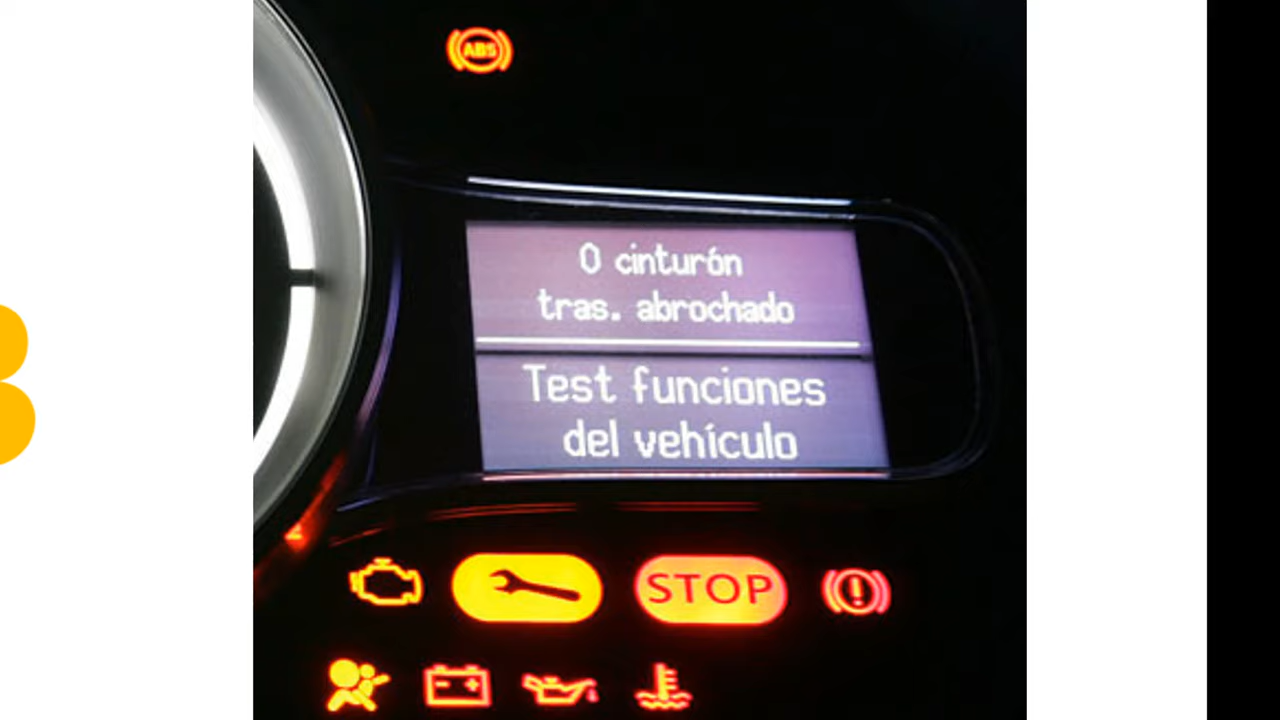 ABS
0 cinturón
tras. abrochado
Test funciones
del vehículo
STOP